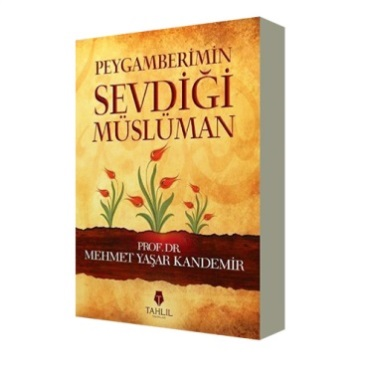 PEYGAMBERİMİN
SEVDİĞİ
MÜSLÜMAN
PROF. DR.
MEHMET YAŞAR KANDEMİR
TAHLİL